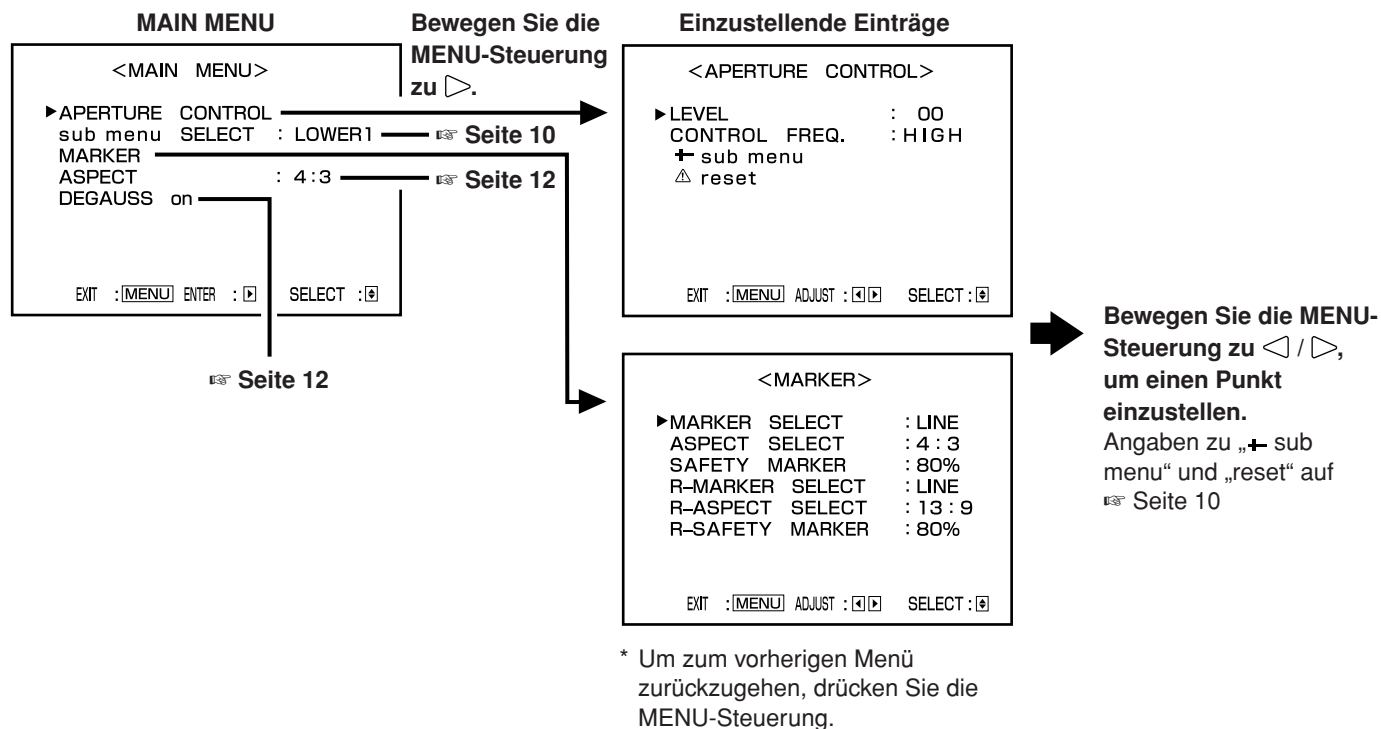 MAIN MENU
<MAIN MENU>
▶APERTURE CONTROL
sub menu SELECT : LOWER1
☞ Seite 10
MARKER
ASPECT : 4:3
☞ Seite 12
DEGAUSS on
EXIT : MENU ENTER : ▶ SELECT : ⬍
☞ Seite 12
Bewegen Sie die
MENU-Steuerung
zu ▷.
Einzustellende Einträge
<APERTURE CONTROL>
▶LEVEL : 00
CONTROL FREQ. : HIGH
+ sub menu
⚠ reset
EXIT : MENU ADJUST : ◀ ▶ SELECT : ⬍
<MARKER>
▶MARKER SELECT : LINE
ASPECT SELECT : 4 : 3
SAFETY MARKER : 80%
R–MARKER SELECT : LINE
R–ASPECT SELECT : 13 : 9
R–SAFETY MARKER : 80%
EXIT : MENU ADJUST : ◀ ▶ SELECT : ⬍
* Um zum vorherigen Menü
zurückzugehen, drücken Sie die
MENU-Steuerung.
Bewegen Sie die MENU-
Steuerung zu ◁ / ▷,
um einen Punkt
einzustellen.
Angaben zu „+ sub
menu“ und „reset“ auf
☞ Seite 10